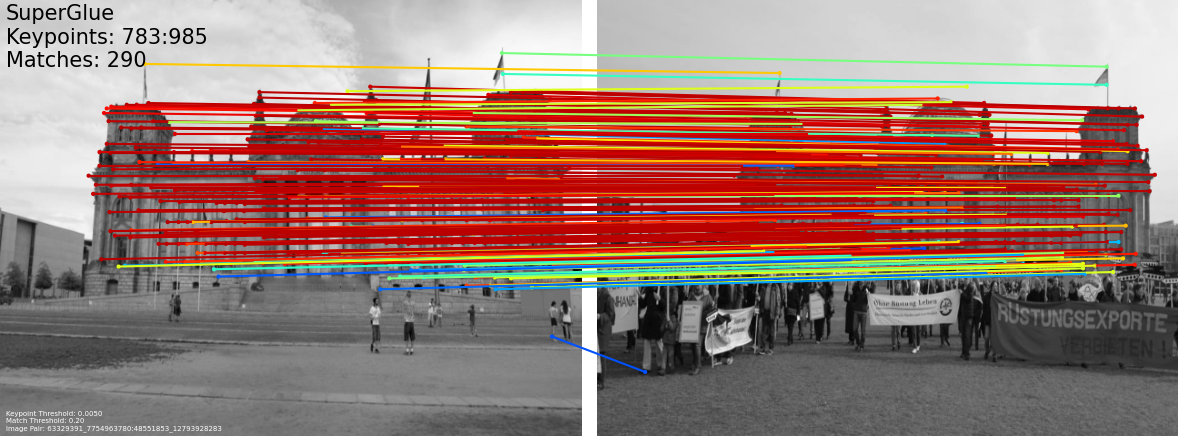 SuperGlue
Keypoints: 783:985
Matches: 290
Ohne Rüstung Leben
RÜSTUNGSEXPORTE
VERBIETEN !
Keypoint Threshold: 0.0050
Match Threshold: 0.20
Image Pair: 63329391_7754963780:48551853_12793928283